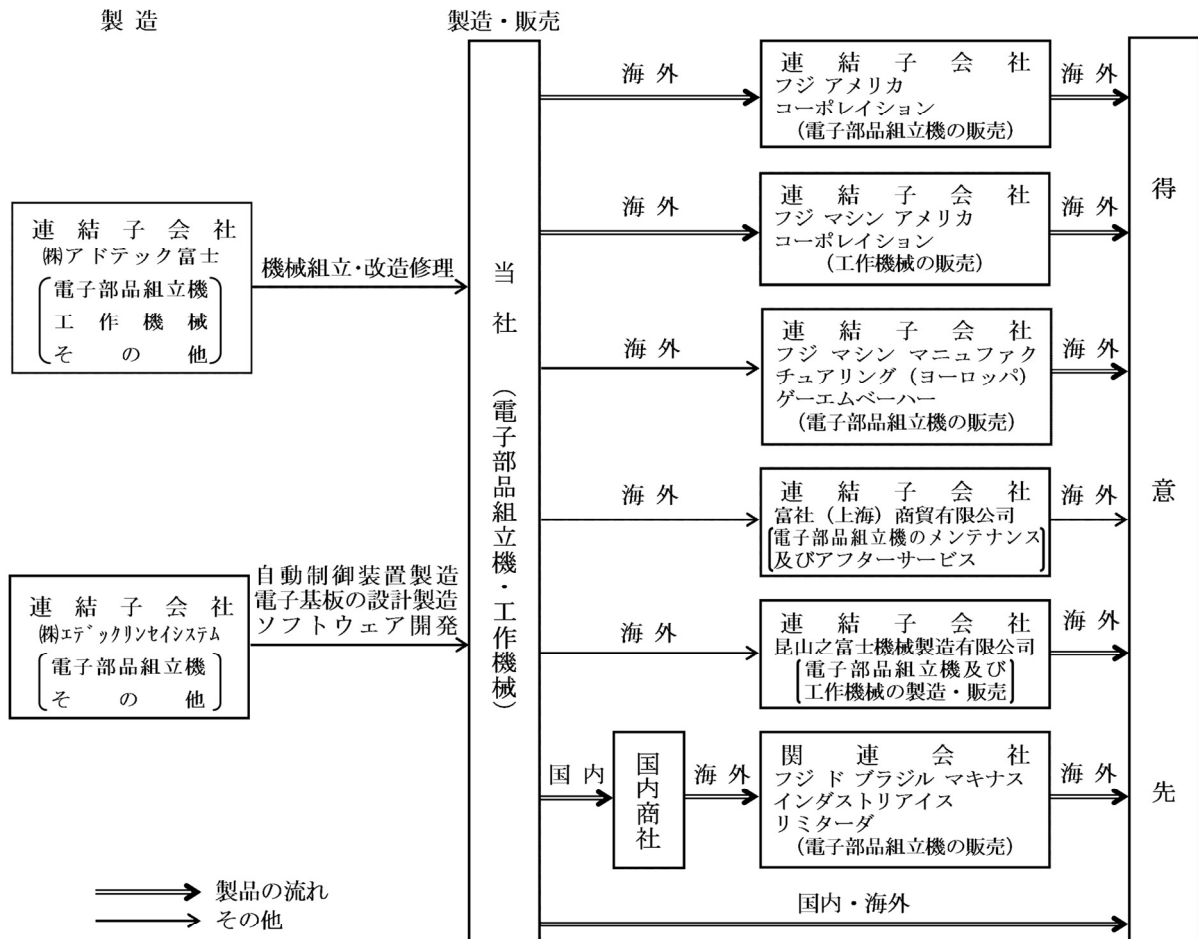 製造
製造・販売
連結子会社
㈱アドテック富士
電子部品組立機
工作機械
その他
機械組立・改造修理
連結子会社
㈱エデックリンセイシステム
電子部品組立機
その他
自動制御装置製造
電子基板の設計製造
ソフトウェア開発
当社（電子部品組立機・工作機械）
海外
連結子会社
フジ アメリカ
コーポレイション
（電子部品組立機の販売）
海外
海外
連結子会社
フジ マシン アメリカ
コーポレイション
（工作機械の販売）
海外
海外
連結子会社
フジ マシン マニュファク
チュアリング（ヨーロッパ）
ゲーエムベーハー
（電子部品組立機の販売）
海外
海外
連結子会社
富社（上海）商貿有限公司
電子部品組立機のメンテナンス
及びアフターサービス
海外
海外
連結子会社
昆山之富士機械製造有限公司
電子部品組立機及び
工作機械の製造・販売
海外
国内
国内商社
海外
関連会社
フジ ド ブラジル マキナス
インダストリアイス
リミターダ
（電子部品組立機の販売）
海外
国内・海外
得意先
製品の流れ
その他